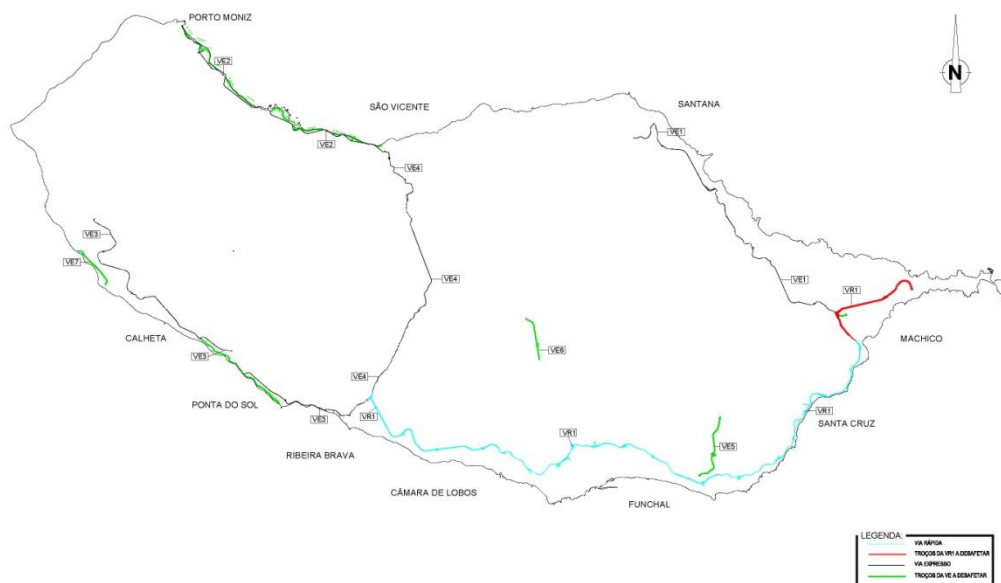 PORTO MONIZ
N
VE2
SÃO VICENTE
SANTANA
VE1
VE2
VE4
VE3
VE7
VE4
VE1
VR1
CALHETA
VE3
VE6
MACHICO
PONTA DO SOL
VE4
VE3
VR1
VR1
SANTA CRUZ
RIBEIRA BRAVA
VR1
VE5
CÂMARA DE LOBOS
FUNCHAL
LEGENDA:
VIA RÁPIDA
TROÇOS DA VR1 A DESAFETAR
VIA EXPRESSO
TROÇOS DA VE A DESAFETAR